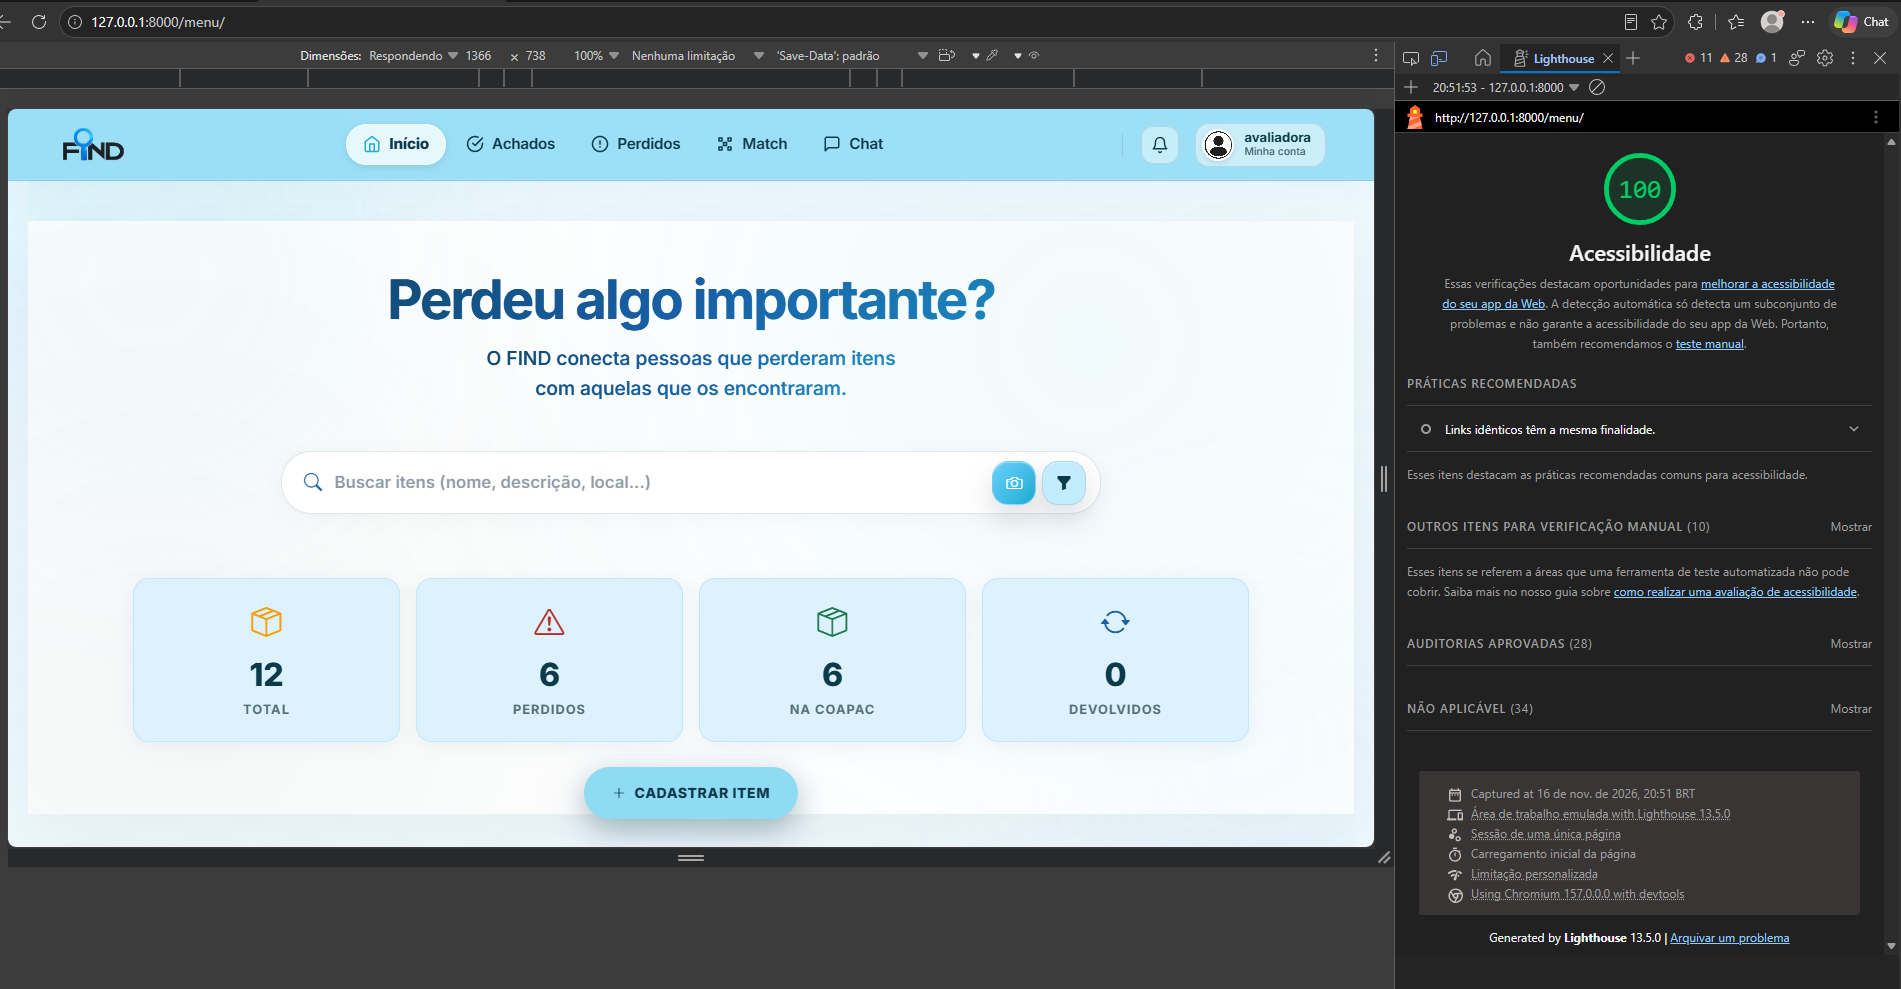 127.0.0.1:8000/menu/
Chat
Dimensões: Respondendo 1366 × 738 100% Nenhuma limitação 'Save-Data': padrão
Lighthouse
11 28 1
20:51:53 - 127.0.0.1:8000
http://127.0.0.1:8000/menu/
FIND
Início
Achados
Perdidos
Match
Chat
avaliadora
Minha conta
Perdeu algo importante?
O FIND conecta pessoas que perderam itens
com aquelas que os encontraram.
Buscar itens (nome, descrição, local...)
12
TOTAL
6
PERDIDOS
6
NA COAPAC
0
DEVOLVIDOS
+ CADASTRAR ITEM
100
Acessibilidade
Essas verificações destacam oportunidades para melhorar a acessibilidade
do seu app da Web. A detecção automática só detecta um subconjunto de
problemas e não garante a acessibilidade do seu app da Web. Portanto,
também recomendamos o teste manual.
PRÁTICAS RECOMENDADAS
Links idênticos têm a mesma finalidade.
Esses itens destacam as práticas recomendadas comuns para acessibilidade.
OUTROS ITENS PARA VERIFICAÇÃO MANUAL (10) Mostrar
Esses itens se referem a áreas que uma ferramenta de teste automatizada não pode
cobrir. Saiba mais no nosso guia sobre como realizar uma avaliação de acessibilidade.
AUDITORIAS APROVADAS (28) Mostrar
NÃO APLICÁVEL (34) Mostrar
Captured at 16 de nov. de 2026, 20:51 BRT
Área de trabalho emulada with Lighthouse 13.5.0
Sessão de uma única página
Carregamento inicial da página
Limitação personalizada
Using Chromium 157.0.0.0 with devtools
Generated by Lighthouse 13.5.0 | Arquivar um problema